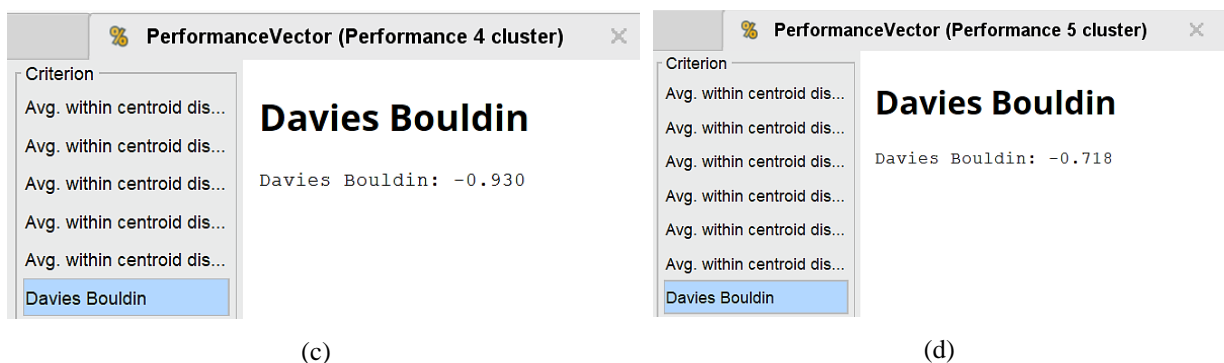 PerformanceVector (Performance 4 cluster)
Criterion
Avg. within centroid dis...
Avg. within centroid dis...
Avg. within centroid dis...
Avg. within centroid dis...
Avg. within centroid dis...
Davies Bouldin
Davies Bouldin
Davies Bouldin: -0.930
(c)
PerformanceVector (Performance 5 cluster)
Criterion
Avg. within centroid dis...
Avg. within centroid dis...
Avg. within centroid dis...
Avg. within centroid dis...
Avg. within centroid dis...
Avg. within centroid dis...
Davies Bouldin
Davies Bouldin
Davies Bouldin: -0.718
(d)